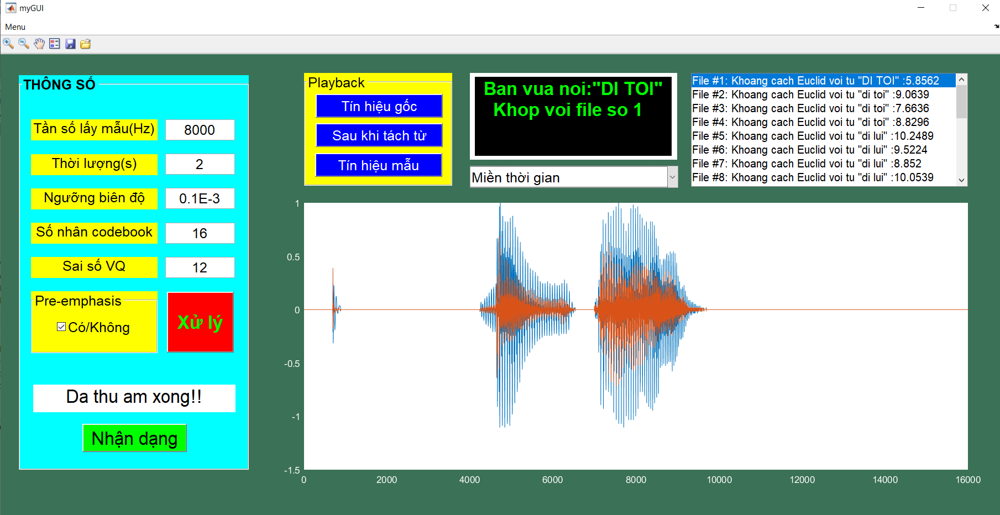 myGUI
Menu
THÔNG SỐ
Tần số lấy mẫu(Hz)
8000
Thời lượng(s)
2
Ngưỡng biên độ
0.1E-3
Số nhân codebook
16
Sai số VQ
12
Pre-emphasis
Có/Không
Xử lý
Da thu am xong!!
Nhận dạng
Playback
Tín hiệu gốc
Sau khi tách từ
Tín hiệu mẫu
Ban vua noi:"DI TOI"
Khop voi file so 1
Miền thời gian
File #1: Khoang cach Euclid voi tu "DI TOI" :5.8562
File #2: Khoang cach Euclid voi tu "di toi" :9.0639
File #3: Khoang cach Euclid voi tu "di toi" :7.6636
File #4: Khoang cach Euclid voi tu "di toi" :8.8296
File #5: Khoang cach Euclid voi tu "di lui" :10.2489
File #6: Khoang cach Euclid voi tu "di lui" :9.5224
File #7: Khoang cach Euclid voi tu "di lui" :8.852
File #8: Khoang cach Euclid voi tu "di lui" :10.0539
1
0.5
0
-0.5
-1
-1.5
0 2000 4000 6000 8000 10000 12000 14000 16000